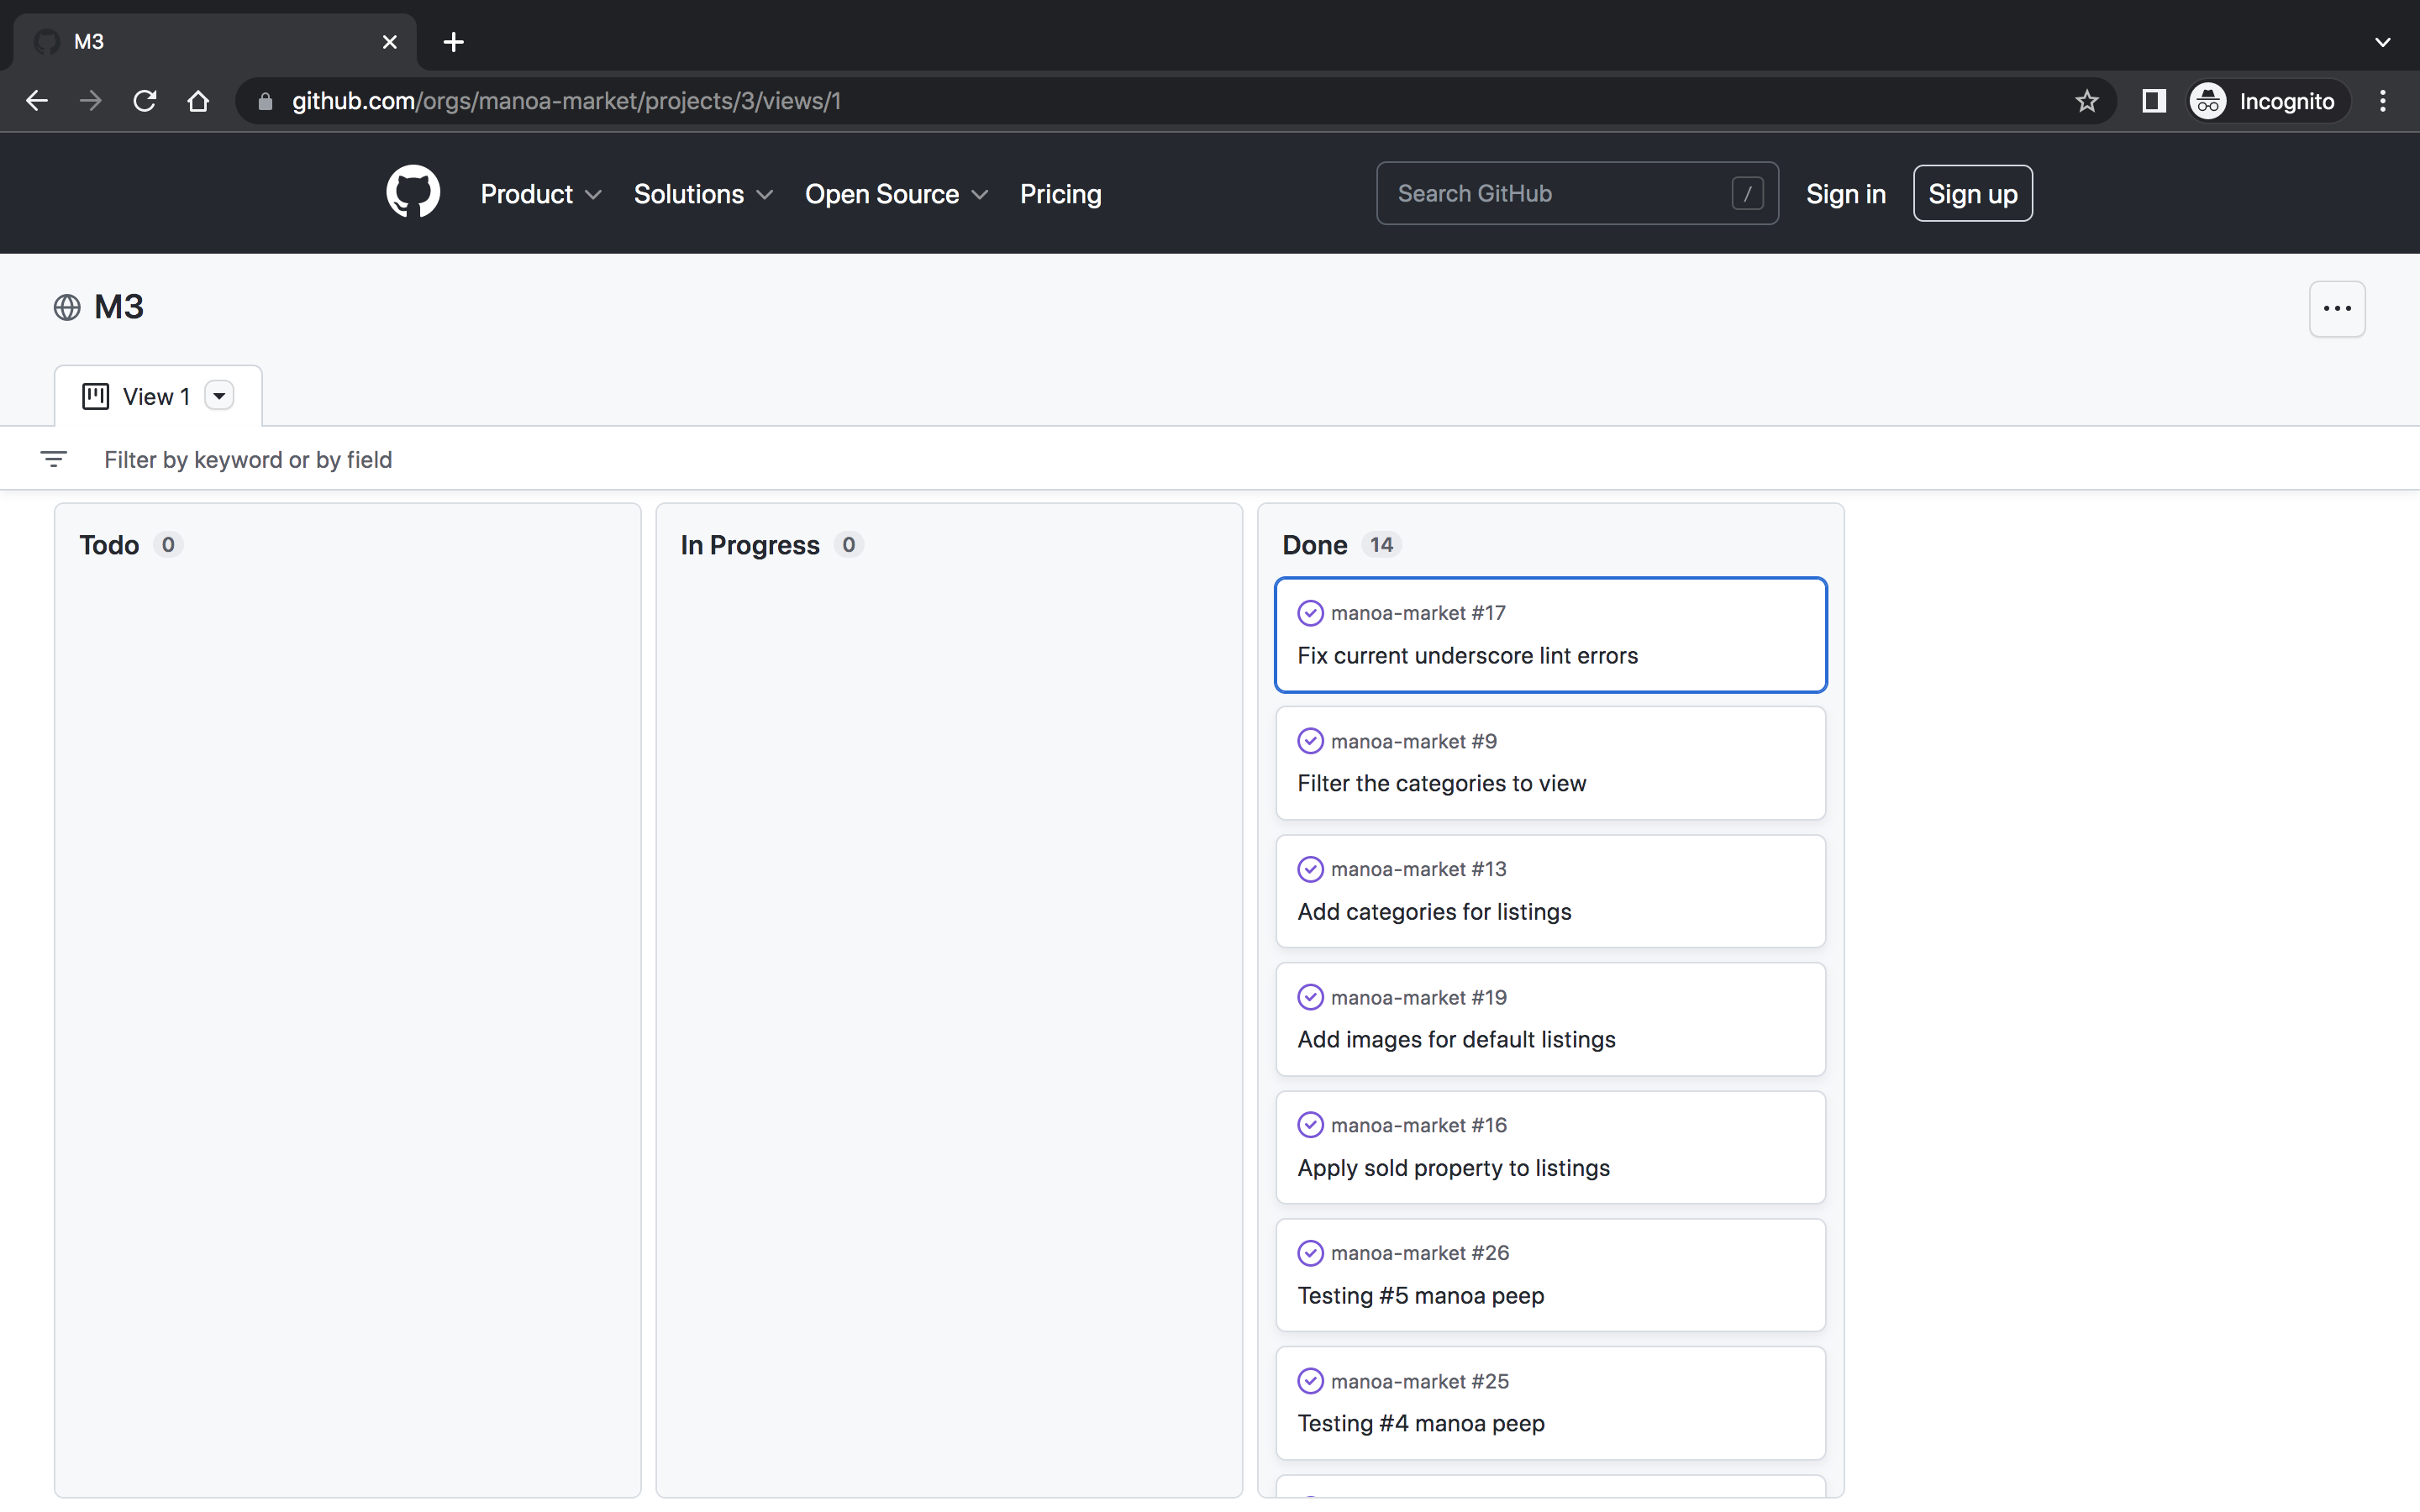 M3
github.com/orgs/manoa-market/projects/3/views/1
Incognito
Product
Solutions
Open Source
Pricing
Search GitHub
/
Sign in
Sign up
M3
View 1
Filter by keyword or by field
Todo 0
In Progress 0
Done 14
manoa-market #17
Fix current underscore lint errors
manoa-market #9
Filter the categories to view
manoa-market #13
Add categories for listings
manoa-market #19
Add images for default listings
manoa-market #16
Apply sold property to listings
manoa-market #26
Testing #5 manoa peep
manoa-market #25
Testing #4 manoa peep